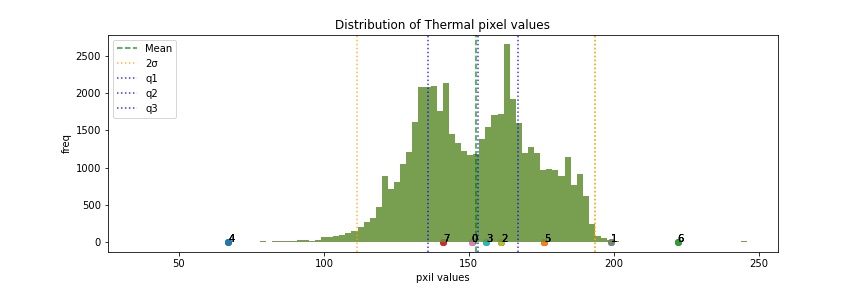 Distribution of Thermal pixel values
Mean
2σ
q1
q2
q3
freq
2500
2000
1500
1000
500
0
4 7 0 3 2 5 1 6
50 100 150 200 250
pxil values